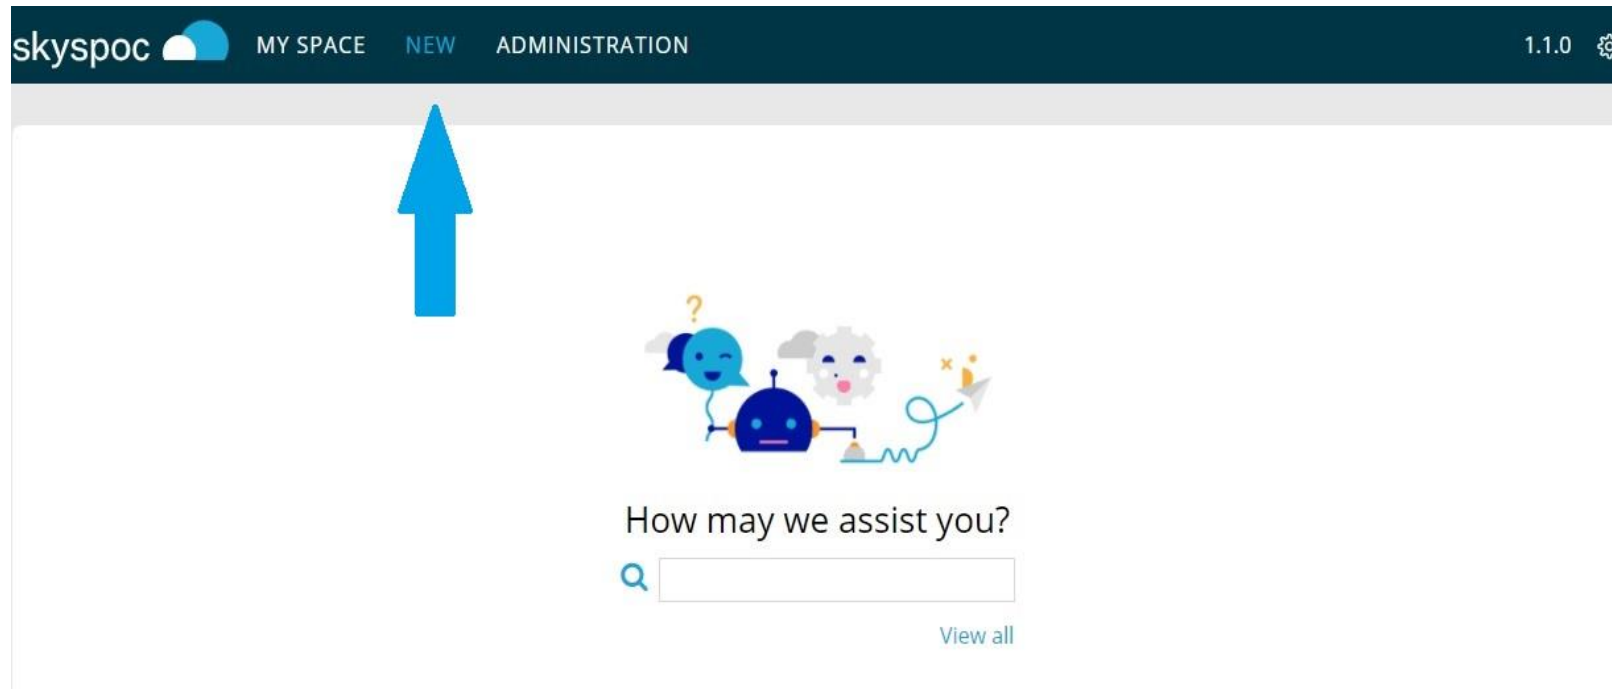 skyspoc MY SPACE NEW ADMINISTRATION 1.1.0
?
How may we assist you?
View all